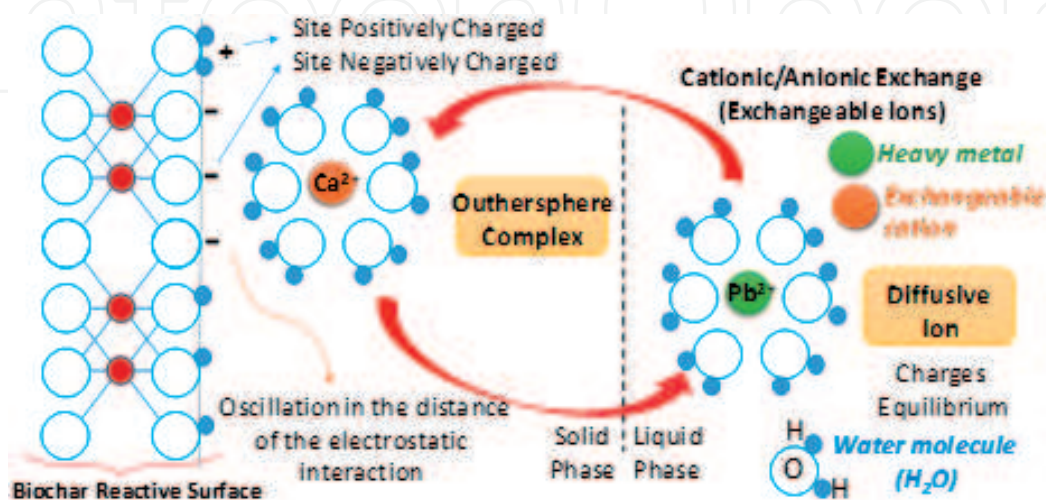 Site Positively Charged
Site Negatively Charged
+
-
-
-
Ca²⁺
Outhersphere
Complex
Cationic/Anionic Exchange
(Exchangeable Ions)
Heavy metal
Exchangeable
cation
Pb²⁺
Diffusive
Ion
Charges
Equilibrium
Oscillation in the distance
of the electrostatic
interaction
Solid
Phase
Liquid
Phase
H
O
H
Water molecule
(H₂O)
Biochar Reactive Surface